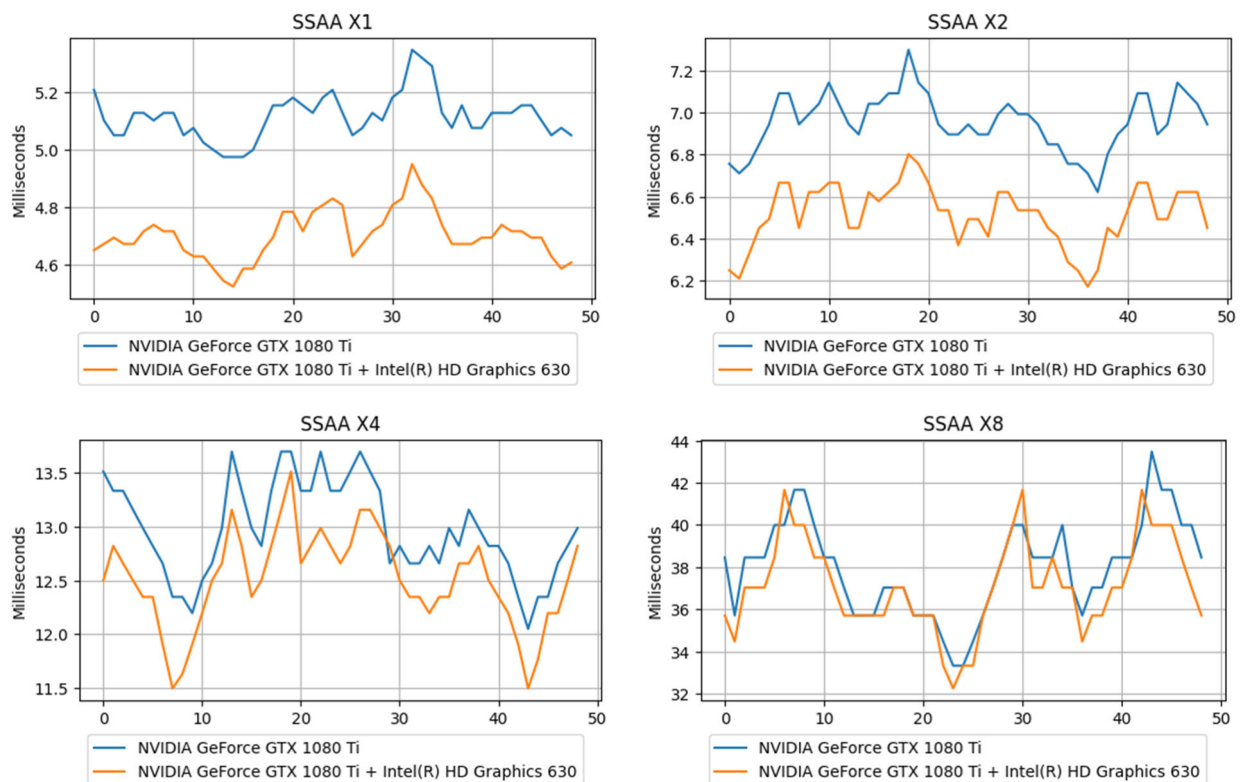 SSAA X1
Milliseconds
5.2
5.0
4.8
4.6
0 10 20 30 40 50
NVIDIA GeForce GTX 1080 Ti
NVIDIA GeForce GTX 1080 Ti + Intel(R) HD Graphics 630
SSAA X2
Milliseconds
7.2
7.0
6.8
6.6
6.4
6.2
0 10 20 30 40 50
NVIDIA GeForce GTX 1080 Ti
NVIDIA GeForce GTX 1080 Ti + Intel(R) HD Graphics 630
SSAA X4
Milliseconds
13.5
13.0
12.5
12.0
11.5
0 10 20 30 40 50
NVIDIA GeForce GTX 1080 Ti
NVIDIA GeForce GTX 1080 Ti + Intel(R) HD Graphics 630
SSAA X8
Milliseconds
44
42
40
38
36
34
32
0 10 20 30 40 50
NVIDIA GeForce GTX 1080 Ti
NVIDIA GeForce GTX 1080 Ti + Intel(R) HD Graphics 630